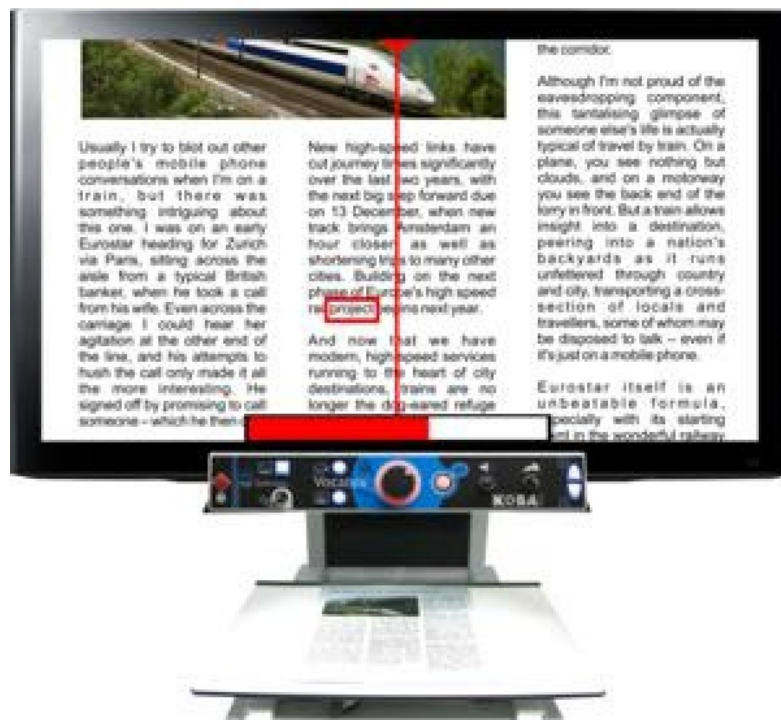 Usually I try to blot out other
people's mobile phone
conversations when I'm on a
train, but there was
something intriguing about
this one. I was on an early
Eurostar heading for Zurich
via Paris, sitting across the
aisle from a typical British
banker, when he took a call
from his wife. Even across the
carriage I could hear her
agitation at the other end of
the line, and his attempts to
hush the call only made it all
the more interesting. He
signed off by promising to call
someone – which he then
New high-speed links have
cut journey times significantly
over the last two years, with
the next big step forward due
on 13 December, when new
track brings Amsterdam an
hour closer, as well as
shortening trips to many other
cities. Building on the next
phase of Europe's high speed
rail project begins next year.
And now that we have
modern, high-speed services
running to the heart of city
destinations, trains are no
longer the dog-eared refuge
the corridor.
Although I'm not proud of the
eavesdropping component,
this tantalising glimpse of
someone else's life is actually
typical of travel by train. On a
plane, you see nothing but
clouds, and on a motorway
you see the back end of the
lorry in front. But a train allows
insight into a destination,
peering into a nation's
backyards as it runs
unfettered through country
and city, transporting a cross-
section of locals and
travellers, some of whom may
be disposed to talk – even if
it's just on a mobile phone.
Eurostar itself is an
unbeatable formula,
especially with its starting
in the wonderful railway
Vocatex
KOBA